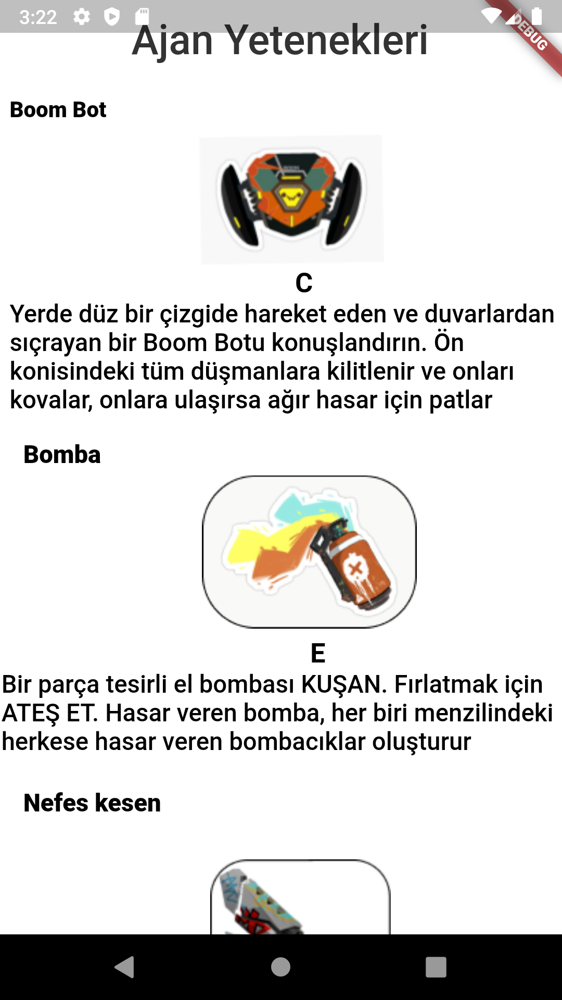 3:22
DEBUG
Ajan Yetenekleri
Boom Bot
C
Yerde düz bir çizgide hareket eden ve duvarlardan
sıçrayan bir Boom Botu konuşlandırın. Ön
konisindeki tüm düşmanlara kilitlenir ve onları
kovalar, onlara ulaşırsa ağır hasar için patlar
Bomba
E
Bir parça tesirli el bombası KUŞAN. Fırlatmak için
ATEŞ ET. Hasar veren bomba, her biri menzilindeki
herkese hasar veren bombacıklar oluşturur
Nefes kesen